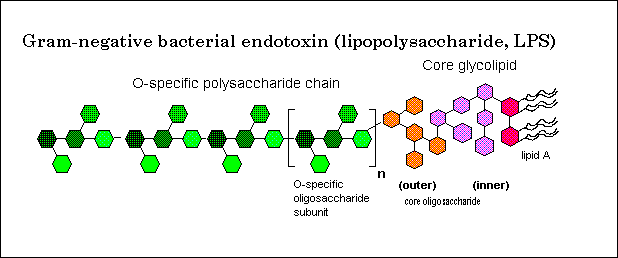 Gram-negative bacterial endotoxin (lipopolysaccharide, LPS)
Core glycolipid
O-specific polysaccharide chain
lipid A
n
O-specific
oligosaccharide
subunit
(outer) (inner)
core oligosaccharide